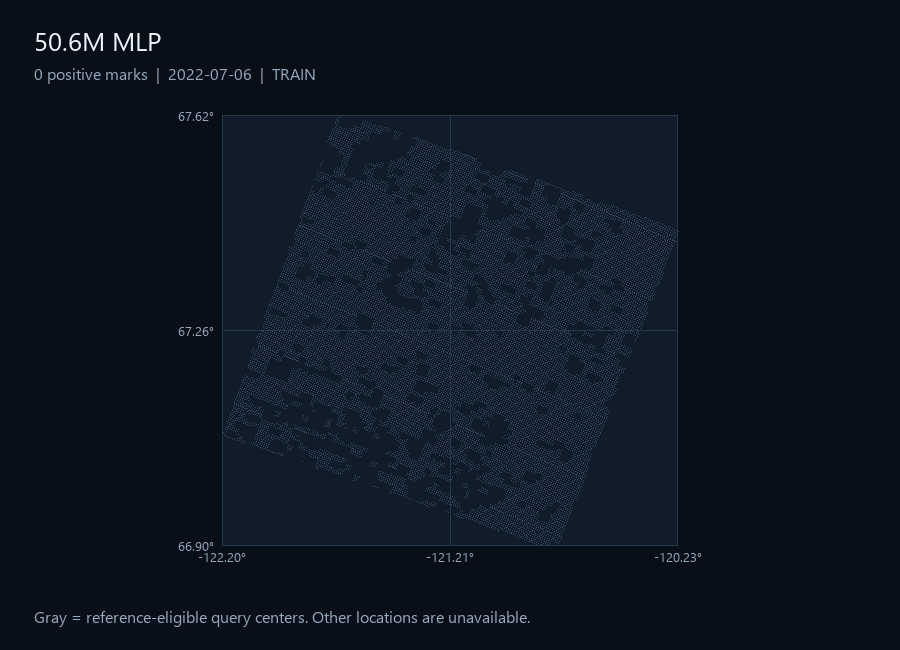 50.6M MLP
0 positive marks | 2022-07-06 | TRAIN
67.62°
67.26°
66.90°
-122.20°
-121.21°
-120.23°
Gray = reference-eligible query centers. Other locations are unavailable.